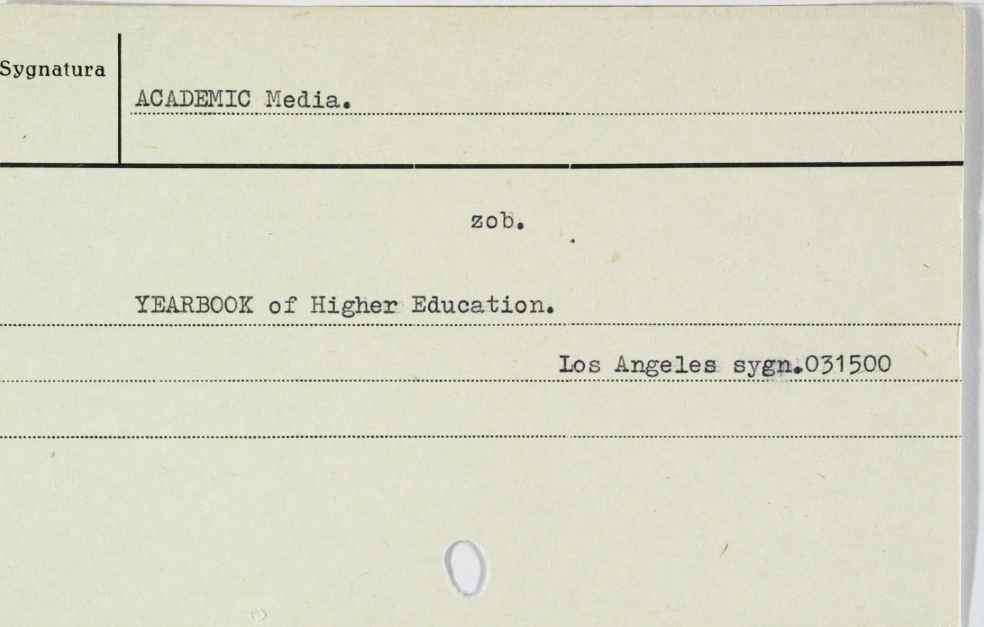 Sygnatura
ACADEMIC Media.
zob.
YEARBOOK of Higher Education.
Los Angeles sygn.031500